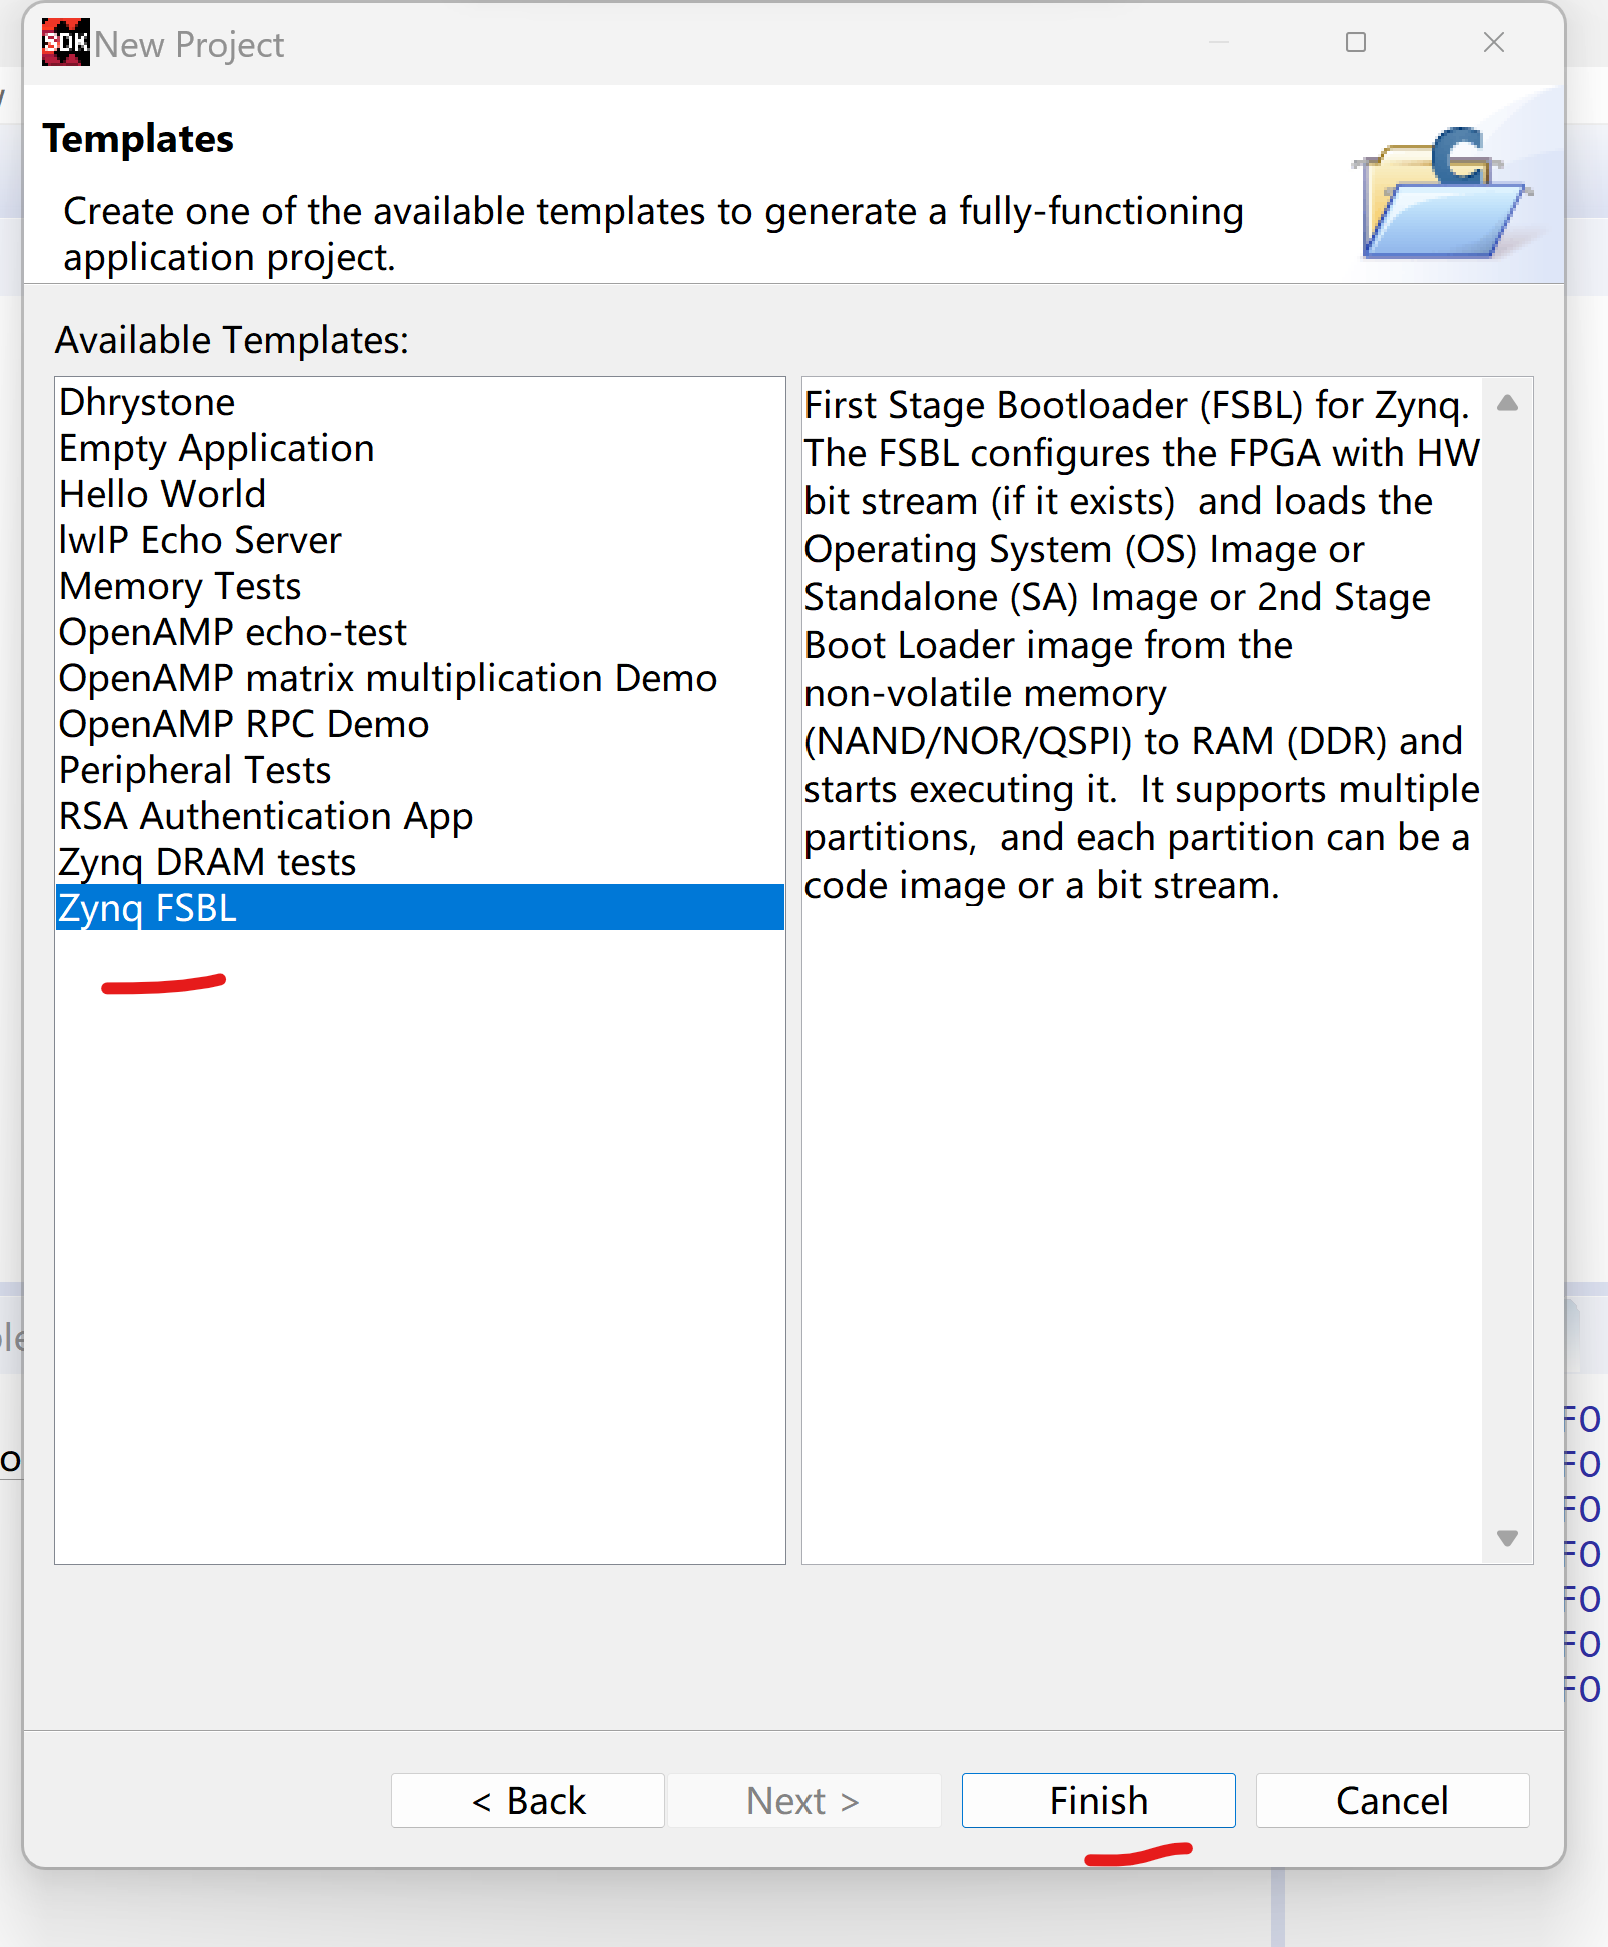 SDK New Project
Templates
Create one of the available templates to generate a fully-functioning
application project.
Available Templates:
Dhrystone
Empty Application
Hello World
lwIP Echo Server
Memory Tests
OpenAMP echo-test
OpenAMP matrix multiplication Demo
OpenAMP RPC Demo
Peripheral Tests
RSA Authentication App
Zynq DRAM tests
Zynq FSBL
First Stage Bootloader (FSBL) for Zynq.
The FSBL configures the FPGA with HW
bit stream (if it exists)  and loads the
Operating System (OS) Image or
Standalone (SA) Image or 2nd Stage
Boot Loader image from the
non-volatile memory
(NAND/NOR/QSPI) to RAM (DDR) and
starts executing it.  It supports multiple
partitions,  and each partition can be a
code image or a bit stream.
< Back
Next >
Finish
Cancel